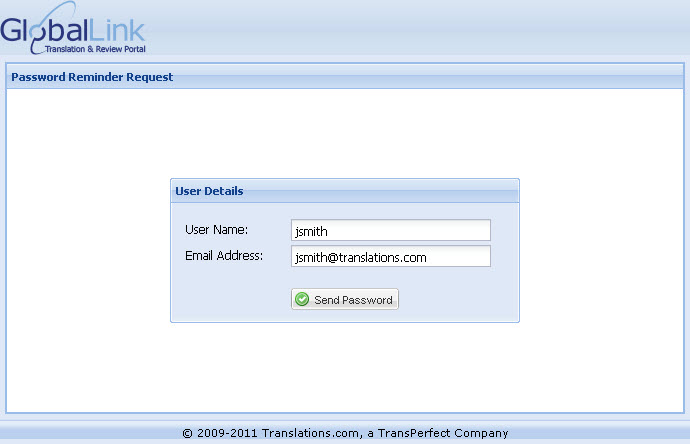 GlobalLink
Translation & Review Portal
Password Reminder Request
User Details
User Name:
jsmith
Email Address:
jsmith@translations.com
Send Password
© 2009-2011 Translations.com, a TransPerfect Company